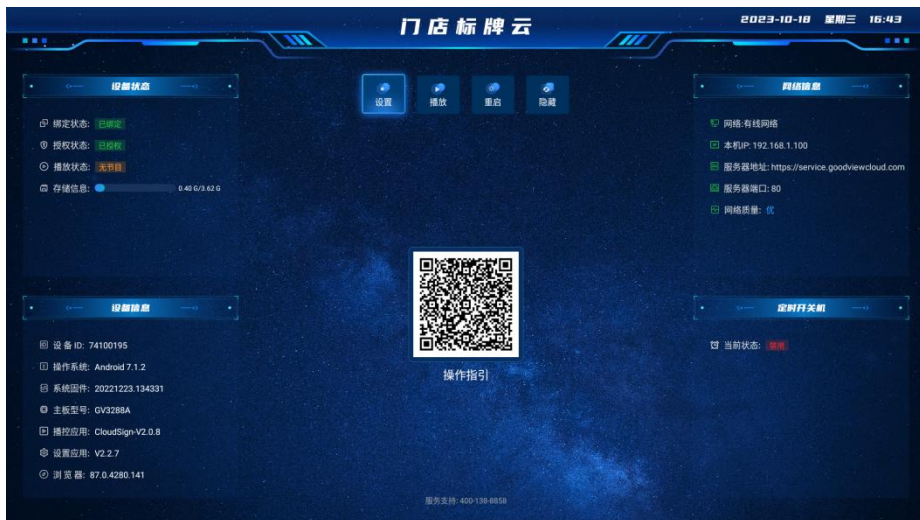 门店标牌云
2023-10-18 星期三 16:43
设备状态
绑定状态: 已绑定
授权状态: 已授权
播放状态: 无节目
存储信息: 0.40 G/3.62 G
设置
播放
重启
隐藏
网络信息
网络:有线网络
本机IP: 192.168.1.100
服务器地址: https://service.goodviewcloud.com
服务器端口: 80
网络质量: 优
设备信息
设 备 ID: 74100195
操作系统: Android 7.1.2
系统固件: 20221223.134331
主板型号: GV3288A
播控应用: CloudSign-V2.0.8
设置应用: V2.2.7
浏 览 器: 87.0.4280.141
操作指引
定时开关机
当前状态: 禁用
服务支持: 400-138-8858